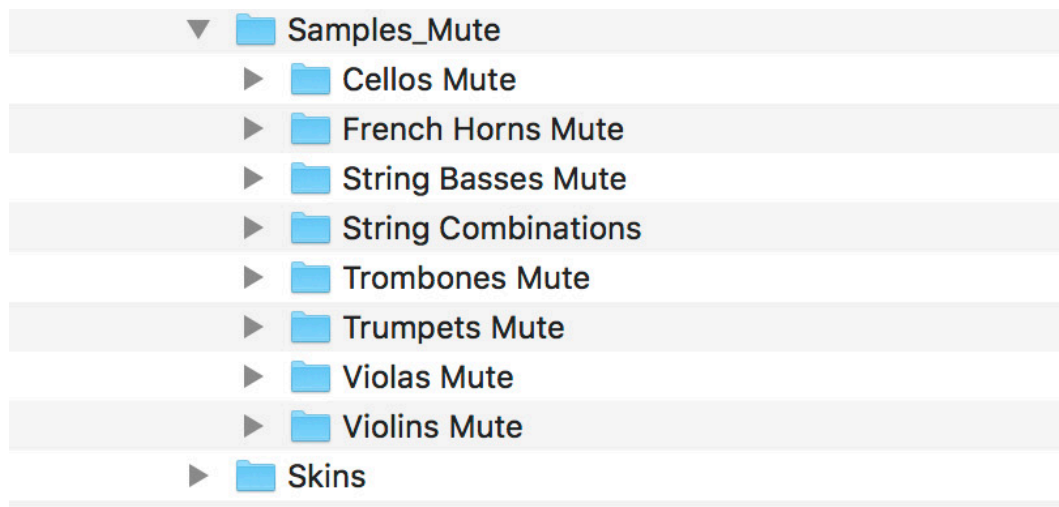 Samples_Mute
Cellos Mute
French Horns Mute
String Basses Mute
String Combinations
Trombones Mute
Trumpets Mute
Violas Mute
Violins Mute
Skins